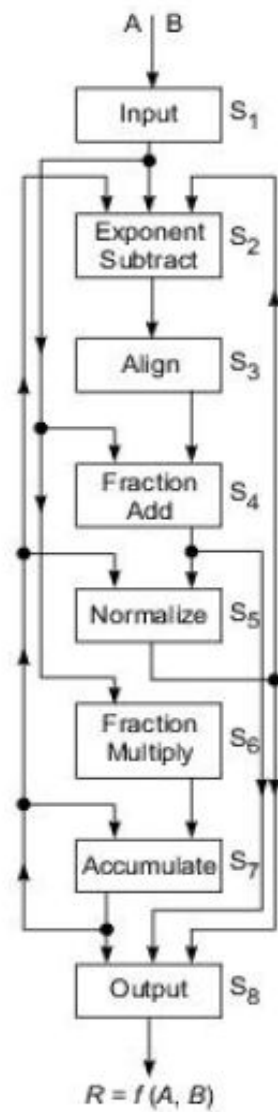 A B
Input S1
Exponent
Subtract S2
Align S3
Fraction
Add S4
Normalize S5
Fraction
Multiply S6
Accumulate S7
Output S8
R = f (A, B)